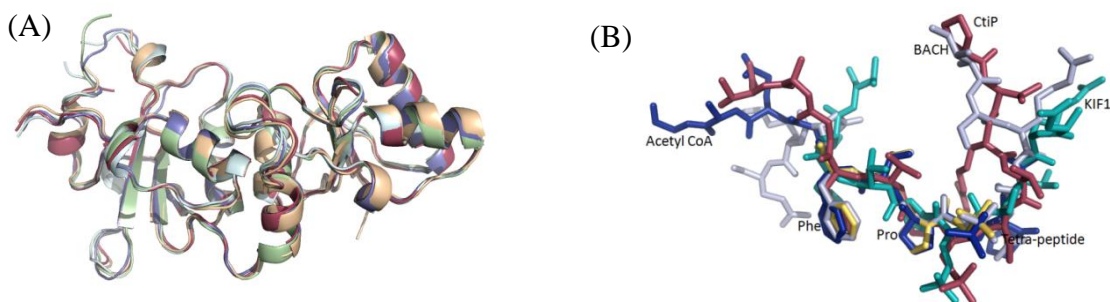 (A)
(B)
CtiP
BACH
KIF1
Acetyl CoA
Phe
Pro
Tetra-peptide